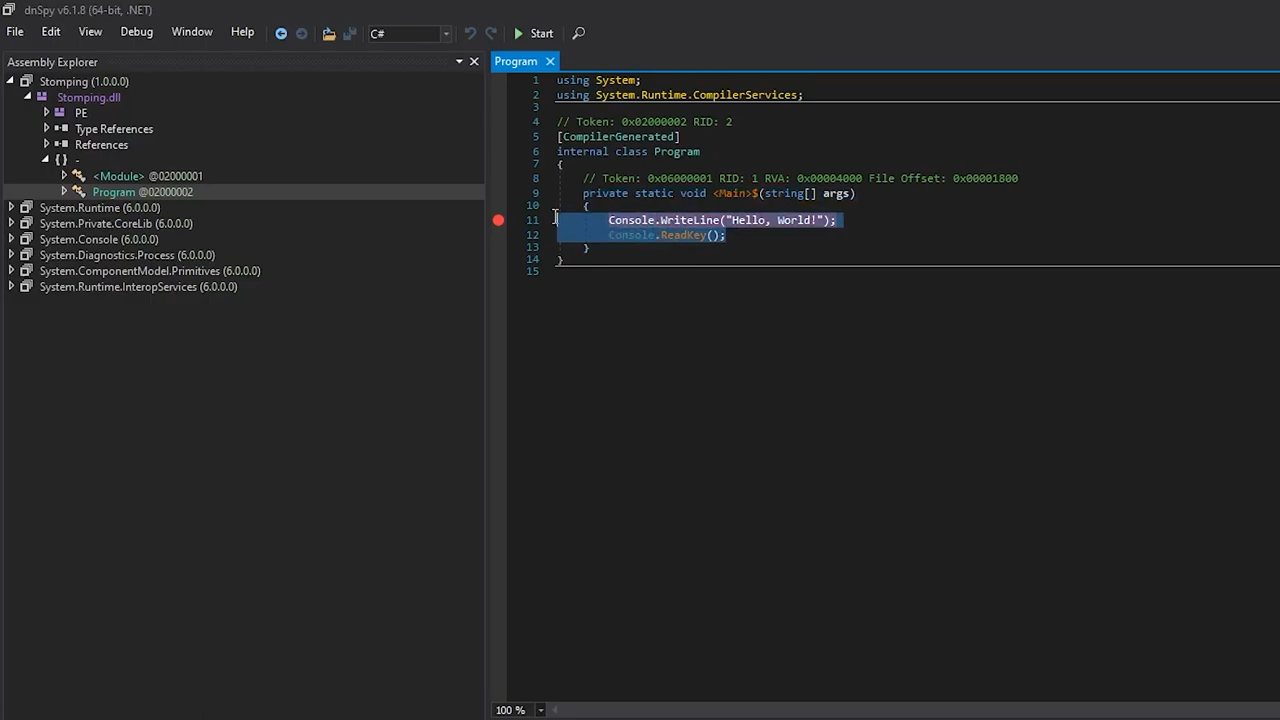 dnSpy v6.1.8 (64-bit, .NET)
File Edit View Debug Window Help C# Start
Assembly Explorer
Stomping (1.0.0.0)
Stomping.dll
PE
Type References
References
{ } -
<Module> @02000001
Program @02000002
System.Runtime (6.0.0.0)
System.Private.CoreLib (6.0.0.0)
System.Console (6.0.0.0)
System.Diagnostics.Process (6.0.0.0)
System.ComponentModel.Primitives (6.0.0.0)
System.Runtime.InteropServices (6.0.0.0)
Program
1 using System;
2 using System.Runtime.CompilerServices;
3
4 // Token: 0x02000002 RID: 2
5 [CompilerGenerated]
6 internal class Program
7 {
8 // Token: 0x06000001 RID: 1 RVA: 0x00004000 File Offset: 0x00001800
9 private static void <Main>$(string[] args)
10 {
11 Console.WriteLine("Hello, World!");
12 Console.ReadKey();
13 }
14 }
15
100 %